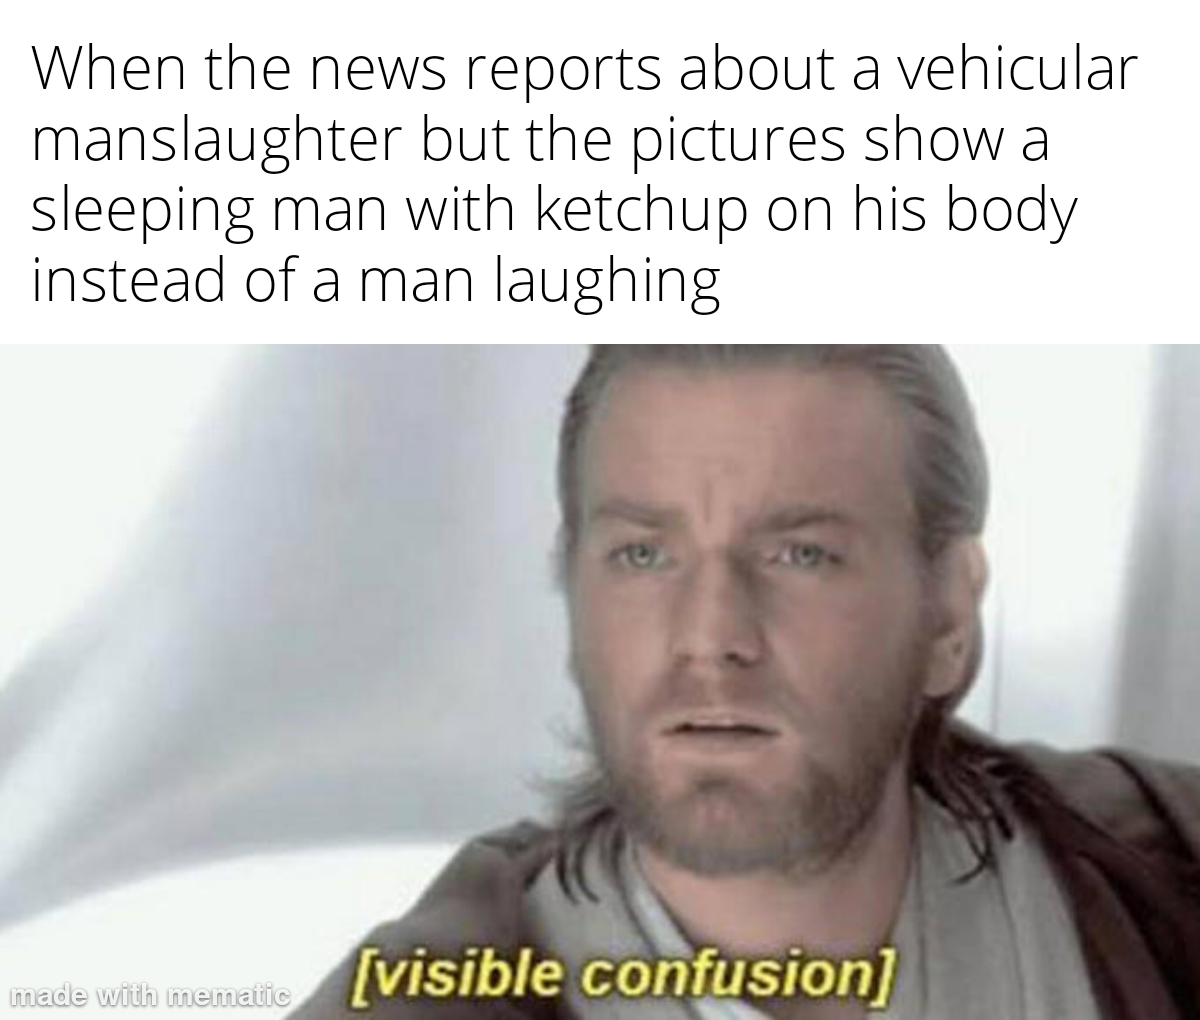 When the news reports about a vehicular
manslaughter but the pictures show a
sleeping man with ketchup on his body
instead of a man laughing
[visible confusion]
made with mematic